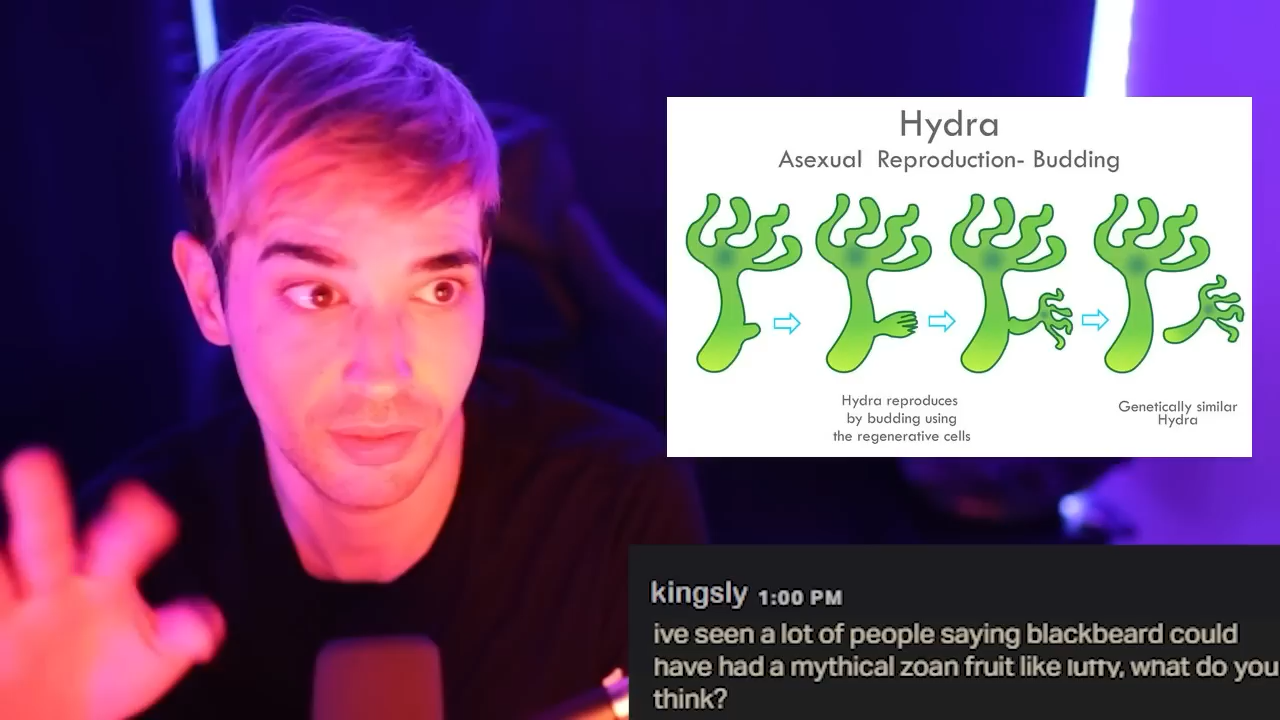 Hydra
Asexual Reproduction- Budding
Hydra reproduces
by budding using
the regenerative cells
Genetically similar
Hydra
kingsly 1:00 PM
ive seen a lot of people saying blackbeard could
have had a mythical zoan fruit like luffy, what do you
think?